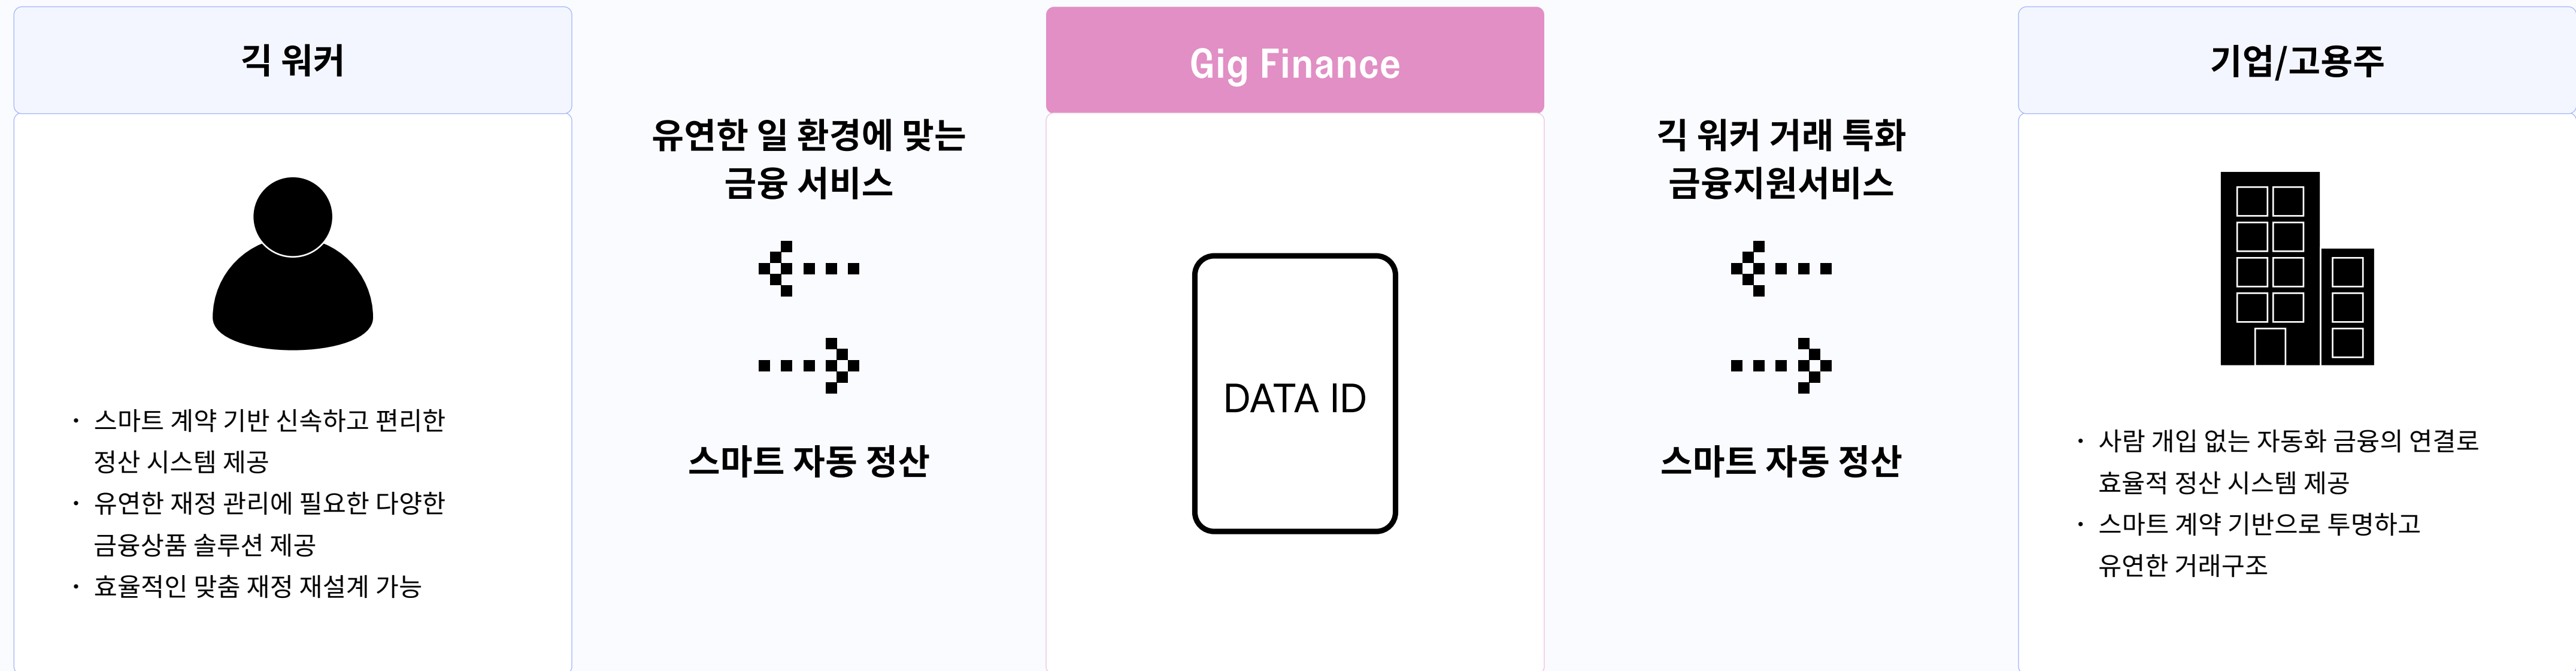 긱 워커
· 스마트 계약 기반 신속하고 편리한
정산 시스템 제공
· 유연한 재정 관리에 필요한 다양한
금융상품 솔루션 제공
· 효율적인 맞춤 재정 재설계 가능
유연한 일 환경에 맞는
금융 서비스
스마트 자동 정산
Gig Finance
DATA ID
긱 워커 거래 특화
금융지원서비스
스마트 자동 정산
기업/고용주
· 사람 개입 없는 자동화 금융의 연결로
효율적 정산 시스템 제공
· 스마트 계약 기반으로 투명하고
유연한 거래구조